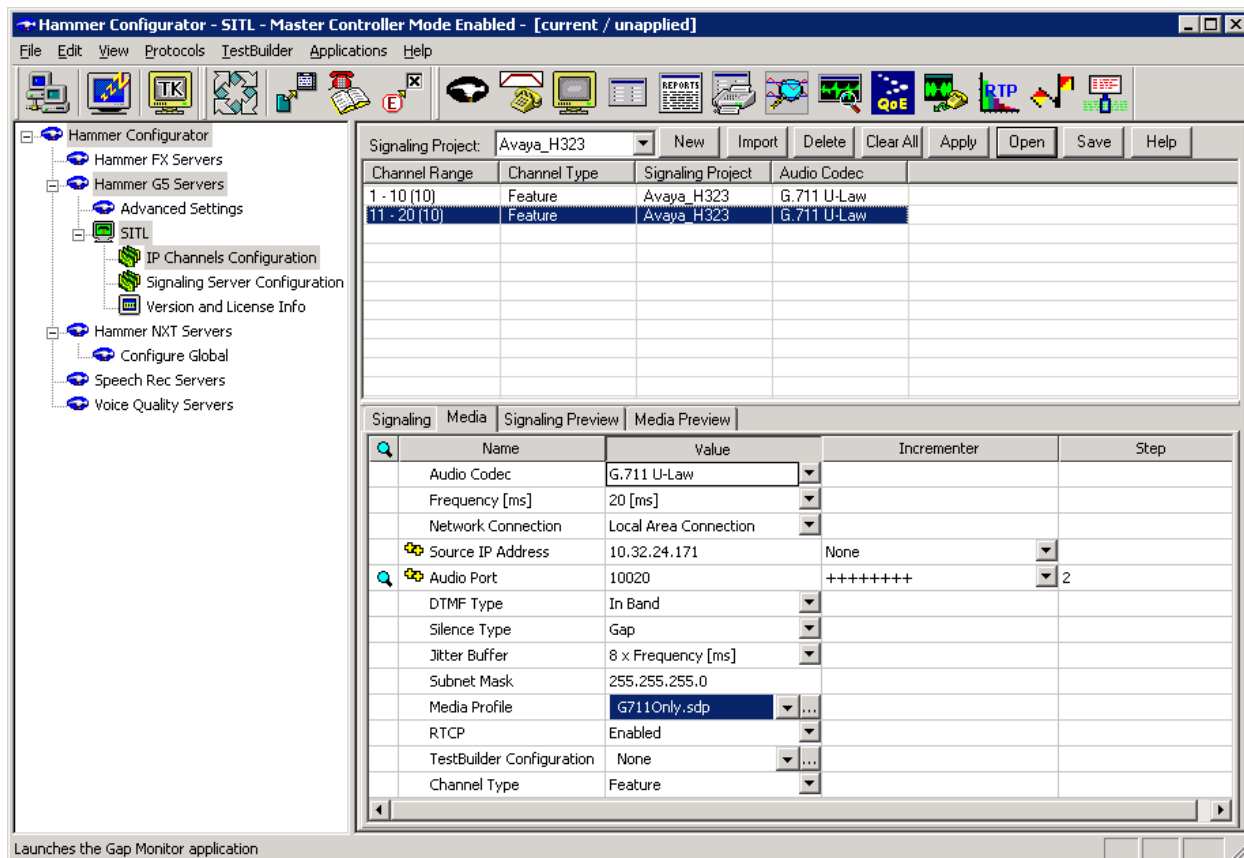 Hammer Configurator - SITL - Master Controller Mode Enabled - [current / unapplied]
File Edit View Protocols TestBuilder Applications Help
TK E REPORTS QoE RTP
Hammer Configurator
Hammer FX Servers
Hammer G5 Servers
Advanced Settings
SITL
IP Channels Configuration
Signaling Server Configuration
Version and License Info
Hammer NXT Servers
Configure Global
Speech Rec Servers
Voice Quality Servers
Signaling Project: Avaya_H323 New Import Delete Clear All Apply Open Save Help
Channel Range Channel Type Signaling Project Audio Codec
1 - 10 (10) Feature Avaya_H323 G.711 U-Law
11 - 20 (10) Feature Avaya_H323 G.711 U-Law
Signaling Media Signaling Preview Media Preview
Name Value Incrementer Step
Audio Codec G.711 U-Law
Frequency [ms] 20 [ms]
Network Connection Local Area Connection
Source IP Address 10.32.24.171 None
Audio Port 10020 ++++++++ 2
DTMF Type In Band
Silence Type Gap
Jitter Buffer 8 x Frequency [ms]
Subnet Mask 255.255.255.0
Media Profile G711Only.sdp ...
RTCP Enabled
TestBuilder Configuration None ...
Channel Type Feature
Launches the Gap Monitor application